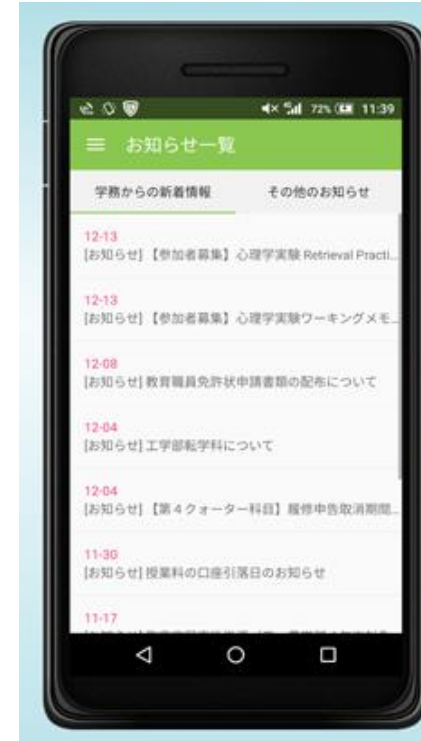 72% 11:39
お知らせ一覧
学務からの新着情報 その他のお知らせ
12-13
[お知らせ]【参加者募集】心理学実験 Retrieval Practi...
12-13
[お知らせ]【参加者募集】心理学実験ワーキングメモ...
12-08
[お知らせ] 教育職員免許状申請書類の配布について
12-04
[お知らせ] 工学部転学科について
12-04
[お知らせ]【第4クォーター科目】履修申告取消期間...
11-30
[お知らせ] 授業料の口座引落日のお知らせ
11-17